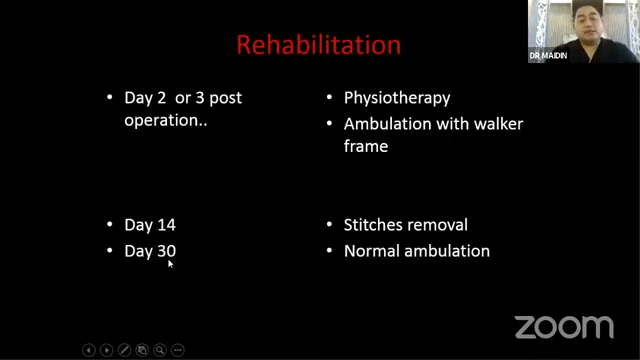 Rehabilitation
DR MAIDIN
• Day 2 or 3 post
operation..
• Physiotherapy
• Ambulation with walker
frame
• Day 14
• Day 30
• Stitches removal
• Normal ambulation
zoom